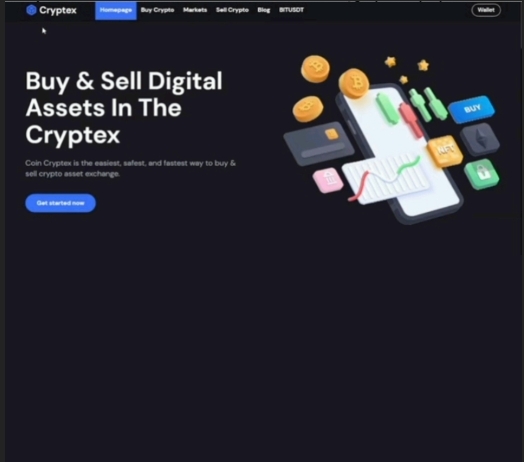 Cryptex
Homepage Buy Crypto Markets Sell Crypto Blog BITUSDT Wallet
Buy & Sell Digital
Assets In The
Cryptex
Coin Cryptex is the easiest, safest, and fastest way to buy &
sell crypto asset exchange.
Get started now
BUY
NFT